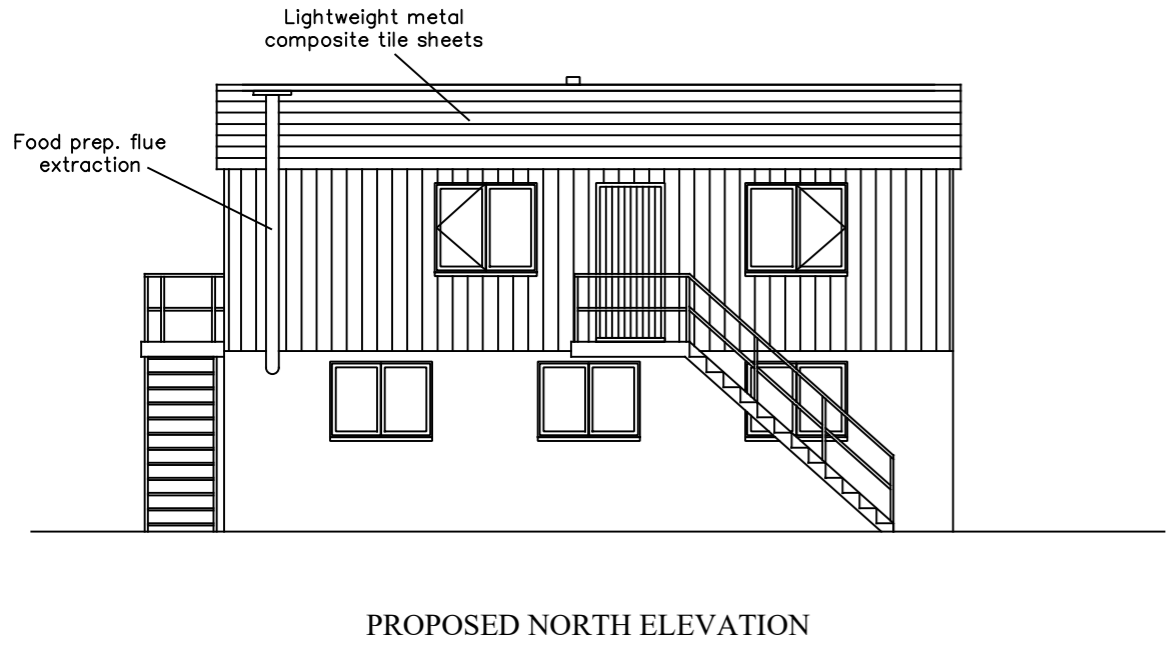 Lightweight metal
composite tile sheets
Food prep. flue
extraction
PROPOSED NORTH ELEVATION